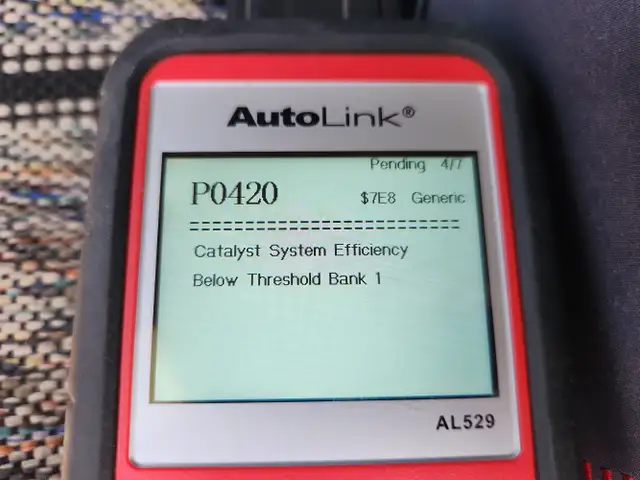 AutoLink®
Pending 4/7
P0420 $7E8 Generic
==============================
Catalyst System Efficiency
Below Threshold Bank 1
AL529